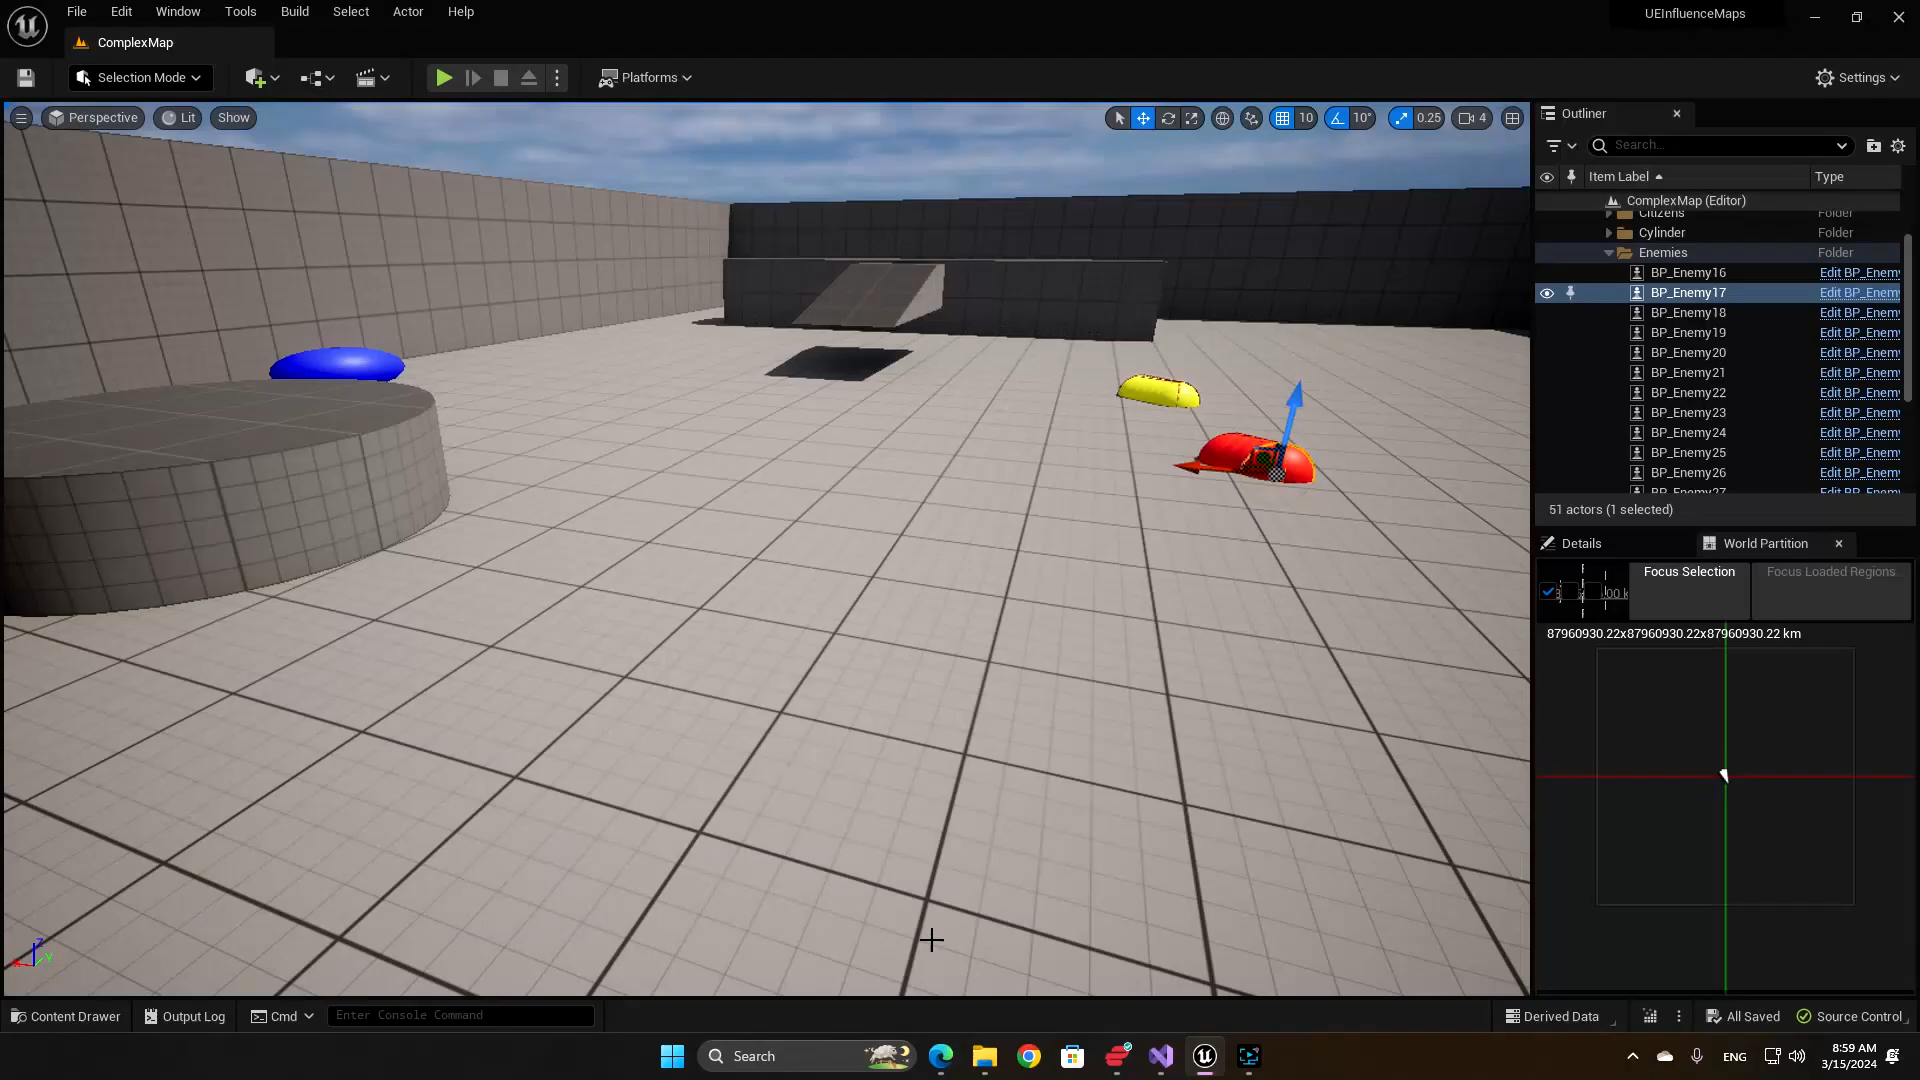 File Edit Window Tools Build Select Actor Help
UEInfluenceMaps
ComplexMap
Selection Mode
Platforms
Settings
Perspective Lit Show
10 10° 0.25 4
Outliner
Search...
Item Label Type
ComplexMap (Editor)
Citizens Folder
Cylinder Folder
Enemies Folder
BP_Enemy16 Edit BP_Enemy
BP_Enemy17 Edit BP_Enemy
BP_Enemy18 Edit BP_Enemy
BP_Enemy19 Edit BP_Enemy
BP_Enemy20 Edit BP_Enemy
BP_Enemy21 Edit BP_Enemy
BP_Enemy22 Edit BP_Enemy
BP_Enemy23 Edit BP_Enemy
BP_Enemy24 Edit BP_Enemy
BP_Enemy25 Edit BP_Enemy
BP_Enemy26 Edit BP_Enemy
BP_Enemy27 Edit BP_Enemy
51 actors (1 selected)
Details World Partition
Focus Selection Focus Loaded Regions
87960930.22x87960930.22x87960930.22 km
Z
Y
Content Drawer Output Log Cmd Enter Console Command
Derived Data All Saved Source Control
Search
ENG
8:59 AM
3/15/2024